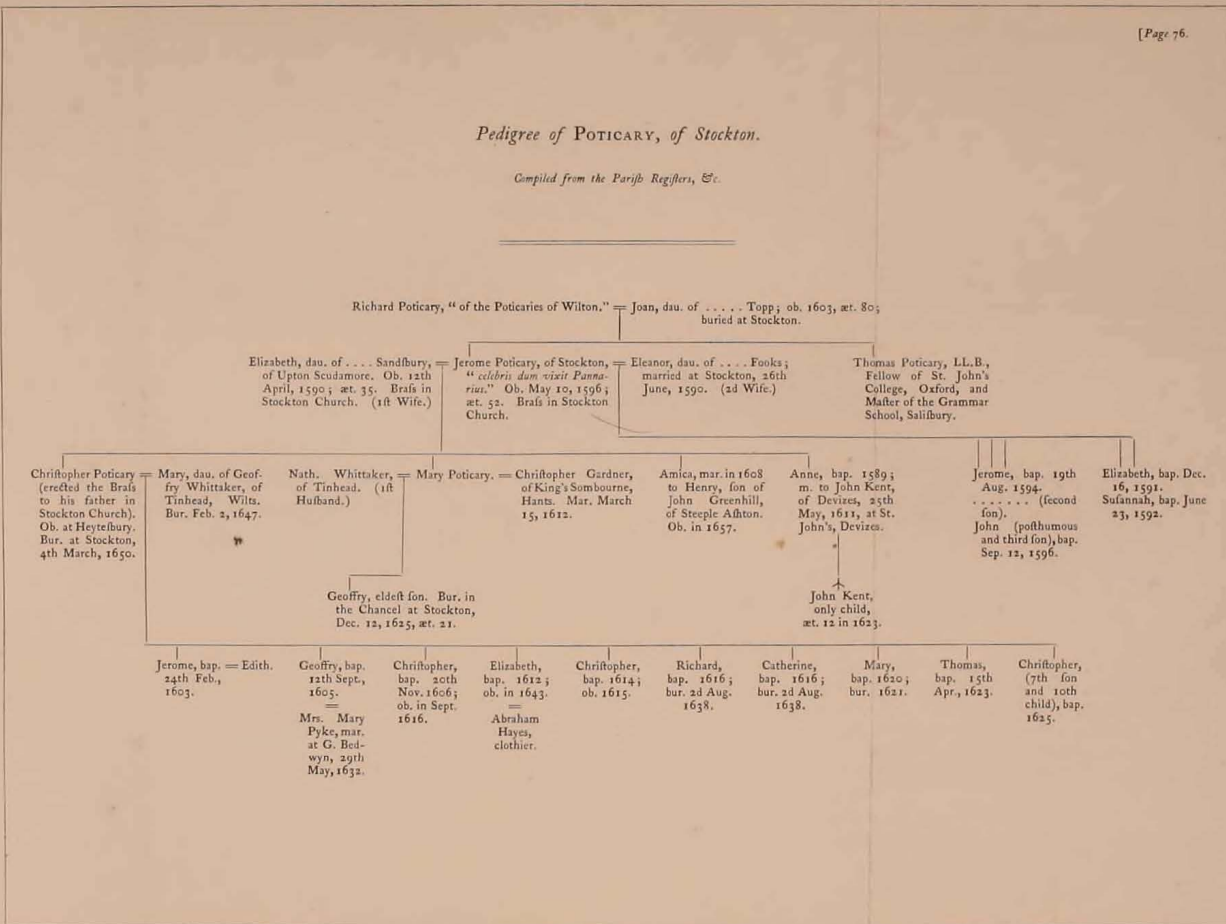 [Page 76.
Pedigree of POTICARY, of Stockton.
Compiled from the Pariſh Regiſters, &c.
Richard Poticary, “ of the Poticaries of Wilton.” = Joan, dau. of . . . . . Topp; ob. 1603, æt. 80;
buried at Stockton.
Elizabeth, dau. of . . . . Sandſbury, =
of Upton Scudamore. Ob. 12th
April, 1590; æt. 35. Braſs in
Stockton Church. (1ſt Wife.)
Jerome Poticary, of Stockton, =
“ celebris dum vixit Panna-
rius.” Ob. May 10, 1596;
æt. 52. Braſs in Stockton
Church.
Eleanor, dau. of . . . . Fooks;
married at Stockton, 26th
June, 1590. (2d Wife.)
Thomas Poticary, LL.B.,
Fellow of St. John's
College, Oxford, and
Maſter of the Grammar
School, Saliſbury.
Chriſtopher Poticary =
(erected the Braſs
to his father in
Stockton Church).
Ob. at Heyteſbury.
Bur. at Stockton,
4th March, 1650.
Mary, dau. of Geof-
fry Whittaker, of
Tinhead, Wilts.
Bur. Feb. 2, 1647.
Nath. Whittaker, =
of Tinhead. (1ſt
Huſband.)
Mary Poticary. =
Chriſtopher Gardner,
of King's Sombourne,
Hants. Mar. March
15, 1612.
Amica, mar. in 1608
to Henry, ſon of
John Greenhill,
of Steeple Aſhton.
Ob. in 1657.
Anne, bap. 1589;
m. to John Kent,
of Devizes, 25th
May, 1611, at St.
John's, Devizes.
Jerome, bap. 19th
Aug. 1594.
. . . . . . . (ſecond
ſon).
John (poſthumous
and third ſon), bap.
Sep. 12, 1596.
Elizabeth, bap. Dec.
16, 1591.
Suſannah, bap. June
23, 1592.
Geoffry, eldeſt ſon. Bur. in
the Chancel at Stockton,
Dec. 12, 1625, æt. 21.
John Kent,
only child,
æt. 12 in 1623.
Jerome, bap. = Edith.
24th Feb.,
1603.
Geoffry, bap.
12th Sept.,
1605.
=
Mrs. Mary
Pyke, mar.
at G. Bed-
wyn, 29th
May, 1632.
Chriſtopher,
bap. 20th
Nov. 1606;
ob. in Sept.
1616.
Elizabeth,
bap. 1612;
ob. in 1643.
=
Abraham
Hayes,
clothier.
Chriſtopher,
bap. 1614;
ob. 1615.
Richard,
bap. 1616;
bur. 2d Aug.
1638.
Catherine,
bap. 1616;
bur. 2d Aug.
1638.
Mary,
bap. 1620;
bur. 1621.
Thomas,
bap. 15th
Apr., 1623.
Chriſtopher,
(7th ſon
and 10th
child), bap.
1625.